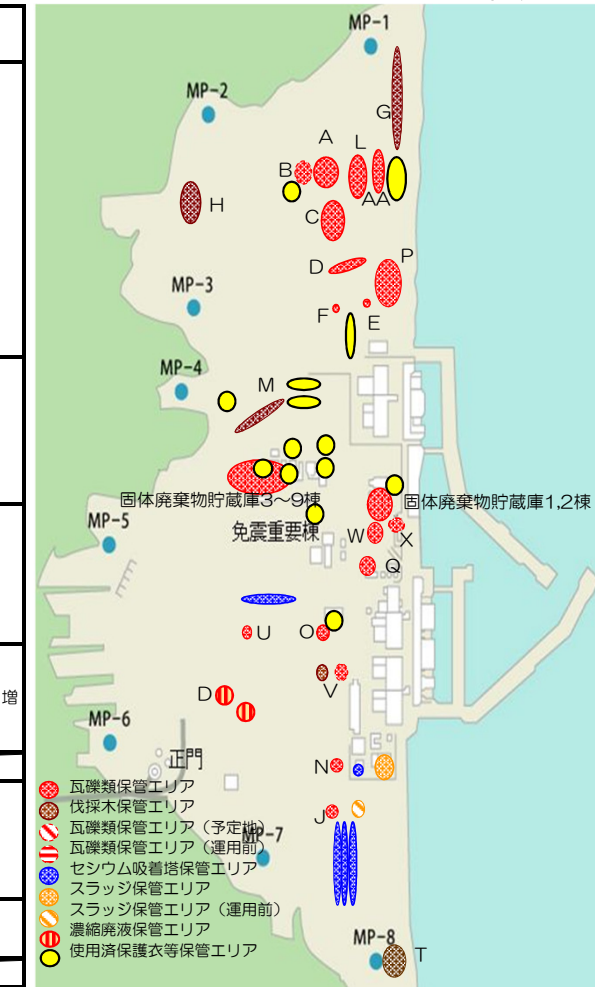 MP-1
MP-2
G
A
L
B
AA
H
C
P
D
MP-3
F
E
MP-4
M
固体廃棄物貯蔵庫3～9棟
固体廃棄物貯蔵庫1,2棟
MP-5
免震重要棟
W
X
Q
U
O
V
増
D
MP-6
正門
N
瓦礫類保管エリア
伐採木保管エリア
J
瓦礫類保管エリア（予定地）
瓦礫類保管エリア（運用前）
MP-7
セシウム吸着塔保管エリア
スラッジ保管エリア
スラッジ保管エリア（運用前）
濃縮廃液保管エリア
使用済保護衣等保管エリア
MP-8
T